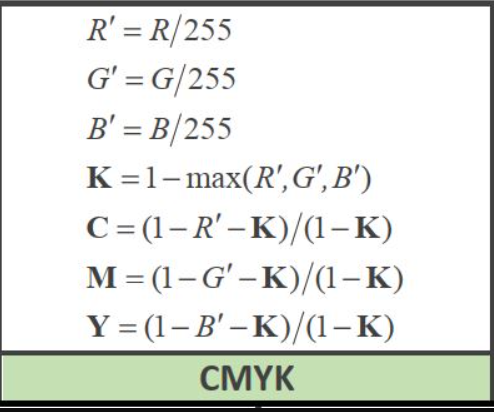 R′ = R/255
G′ = G/255
B′ = B/255
K = 1 − max(R′, G′, B′)
C = (1 − R′ − K)/(1 − K)
M = (1 − G′ − K)/(1 − K)
Y = (1 − B′ − K)/(1 − K)
CMYK